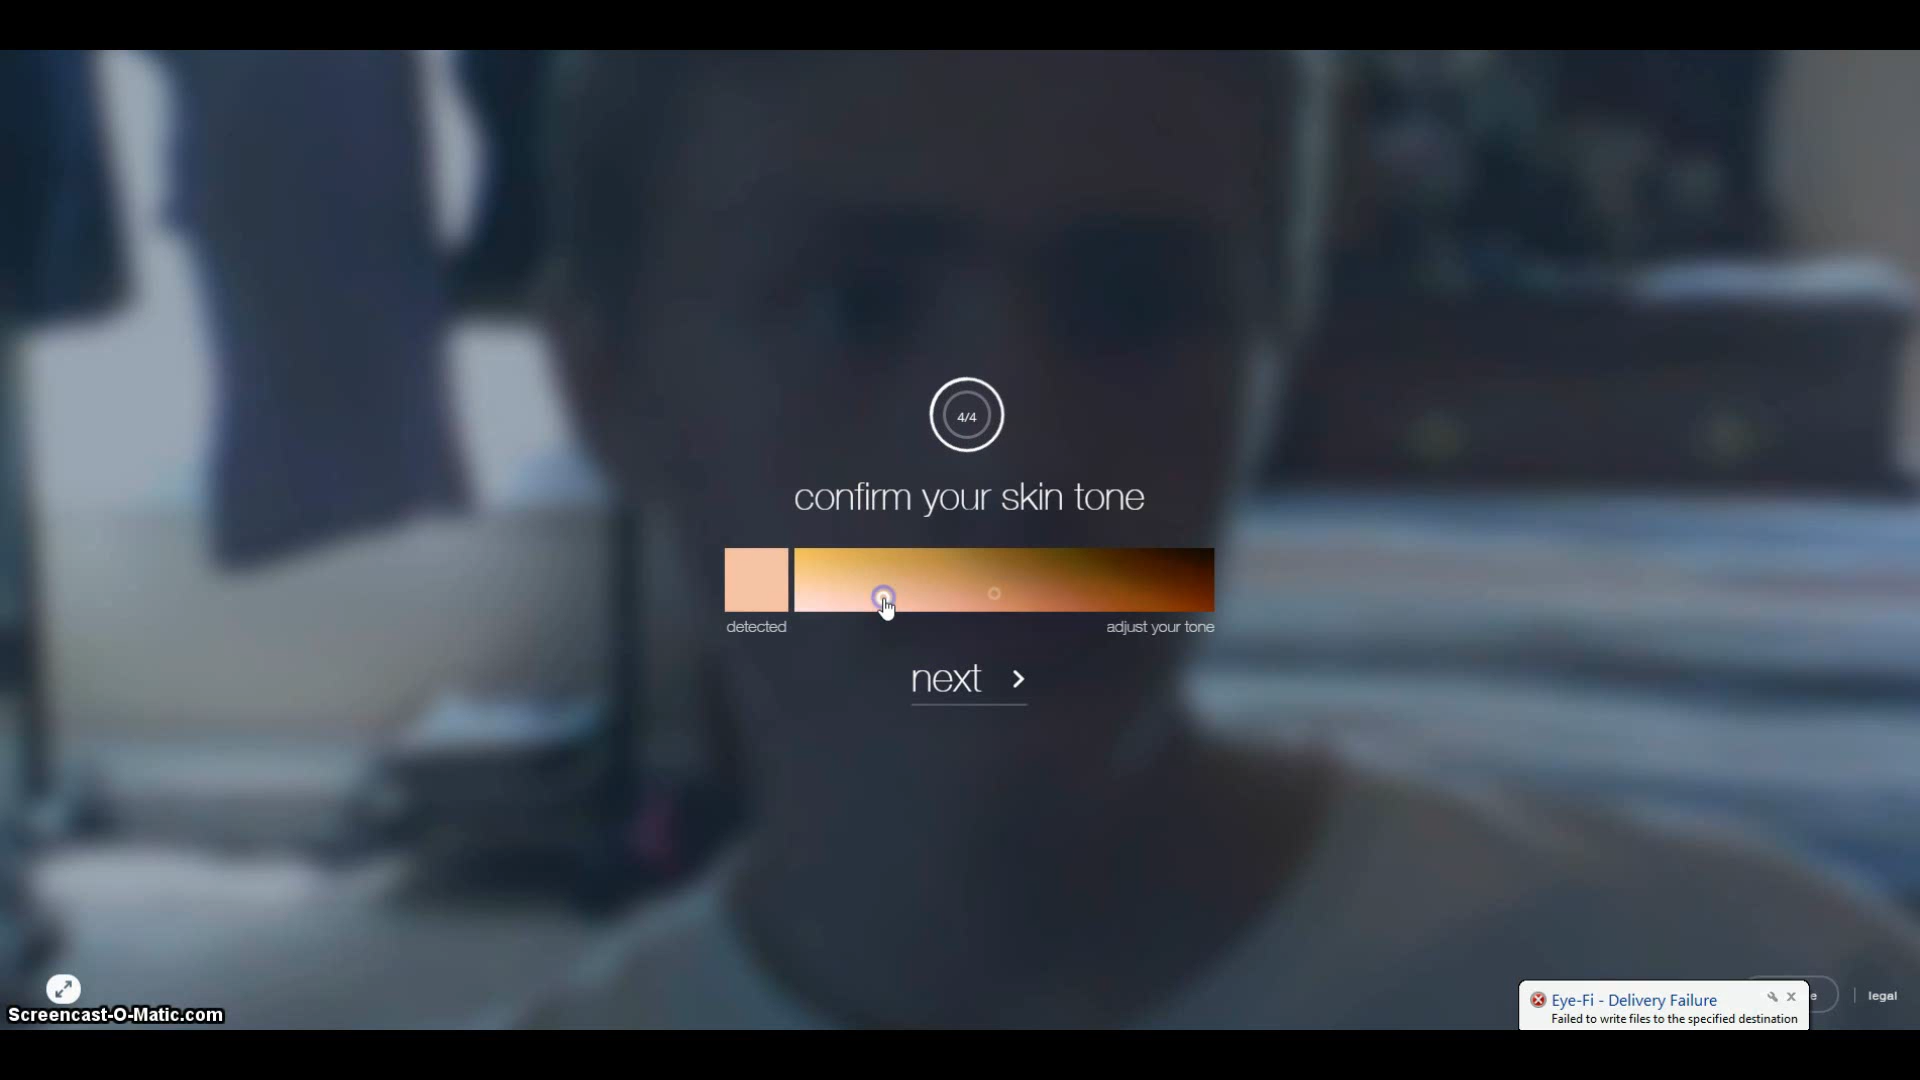 4/4
confirm your skin tone
detected
adjust your tone
next
Screencast-O-Matic.com
Eye-Fi - Delivery Failure
Failed to write files to the specified destination
legal